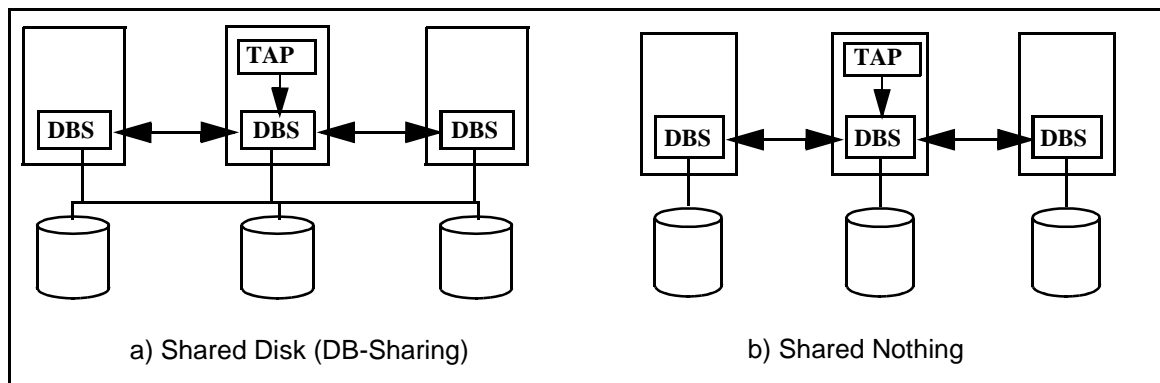 TAP
DBS
DBS
DBS
a) Shared Disk (DB-Sharing)
TAP
DBS
DBS
DBS
b) Shared Nothing